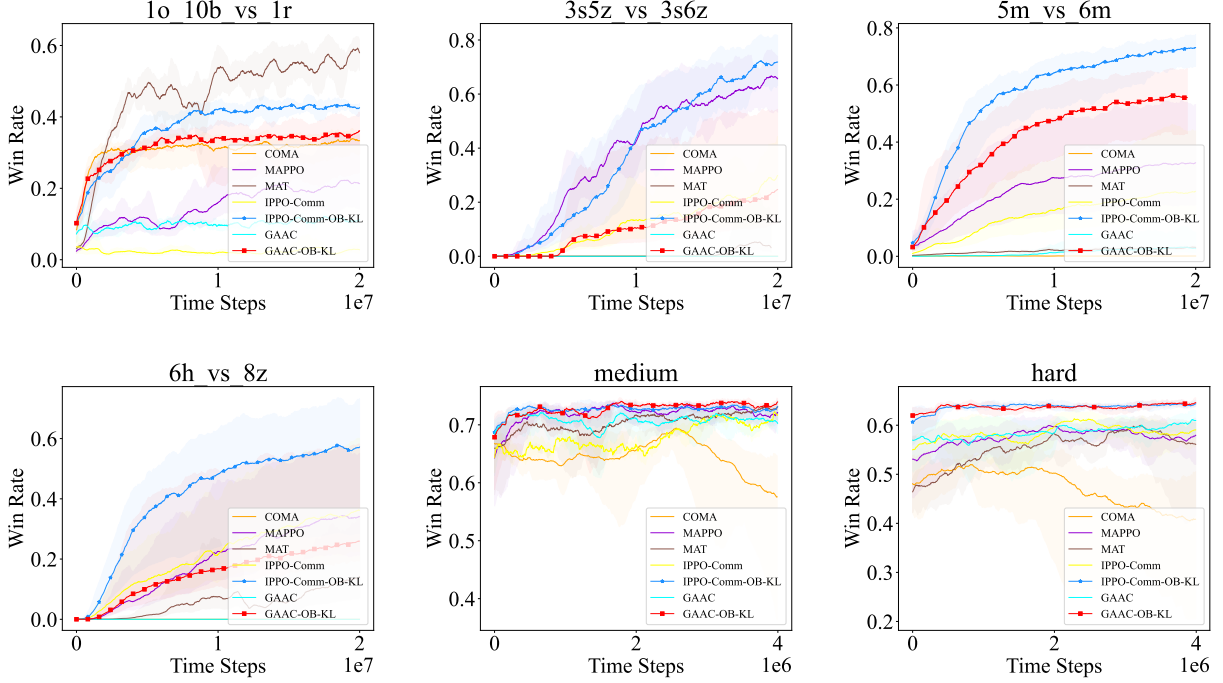 1o_10b_vs_1r
Win Rate
0.6
0.4
0.2
0.0
COMA
MAPPO
MAT
IPPO-Comm
IPPO-Comm-OB-KL
GAAC
GAAC-OB-KL
0 1 2
Time Steps 1e7
3s5z_vs_3s6z
Win Rate
0.8
0.6
0.4
0.2
0.0
COMA
MAPPO
MAT
IPPO-Comm
IPPO-Comm-OB-KL
GAAC
GAAC-OB-KL
0 1 2
Time Steps 1e7
5m_vs_6m
Win Rate
0.8
0.6
0.4
0.2
0.0
COMA
MAPPO
MAT
IPPO-Comm
IPPO-Comm-OB-KL
GAAC
GAAC-OB-KL
0 1 2
Time Steps 1e7
6h_vs_8z
Win Rate
0.6
0.4
0.2
0.0
COMA
MAPPO
MAT
IPPO-Comm
IPPO-Comm-OB-KL
GAAC
GAAC-OB-KL
0 1 2
Time Steps 1e7
medium
Win Rate
0.7
0.6
0.5
0.4
COMA
MAPPO
MAT
IPPO-Comm
IPPO-Comm-OB-KL
GAAC
GAAC-OB-KL
0 2 4
Time Steps 1e6
hard
Win Rate
0.6
0.5
0.4
0.3
0.2
COMA
MAPPO
MAT
IPPO-Comm
IPPO-Comm-OB-KL
GAAC
GAAC-OB-KL
0 2 4
Time Steps 1e6